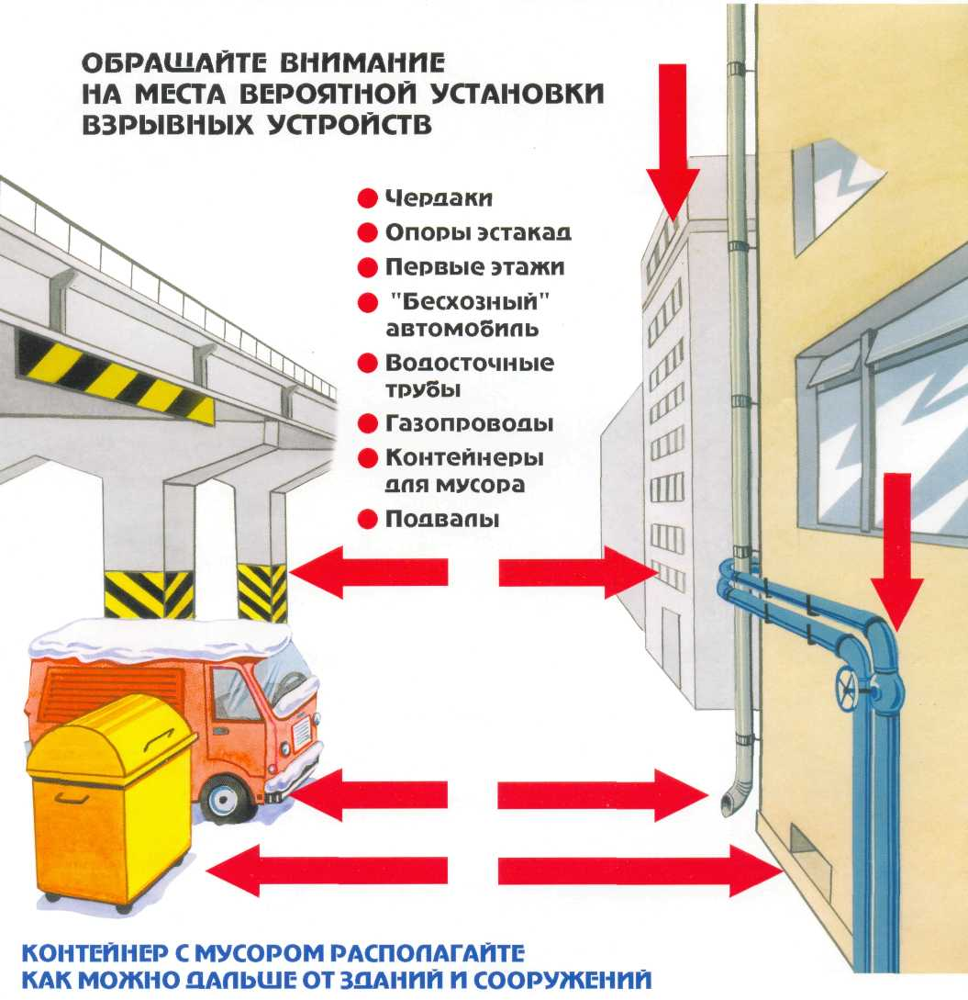 ОБРАЩАЙТЕ ВНИМАНИЕ
НА МЕСТА ВЕРОЯТНОЙ УСТАНОВКИ
ВЗРЫВНЫХ УСТРОЙСТВ
Чердаки
Опоры эстакад
Первые этажи
"Бесхозный"
автомобиль
Водосточные
трубы
Газопроводы
Контейнеры
для мусора
Подвалы
КОНТЕЙНЕР С МУСОРОМ РАСПОЛАГАЙТЕ
КАК МОЖНО ДАЛЬШЕ ОТ ЗДАНИЙ И СООРУЖЕНИЙ